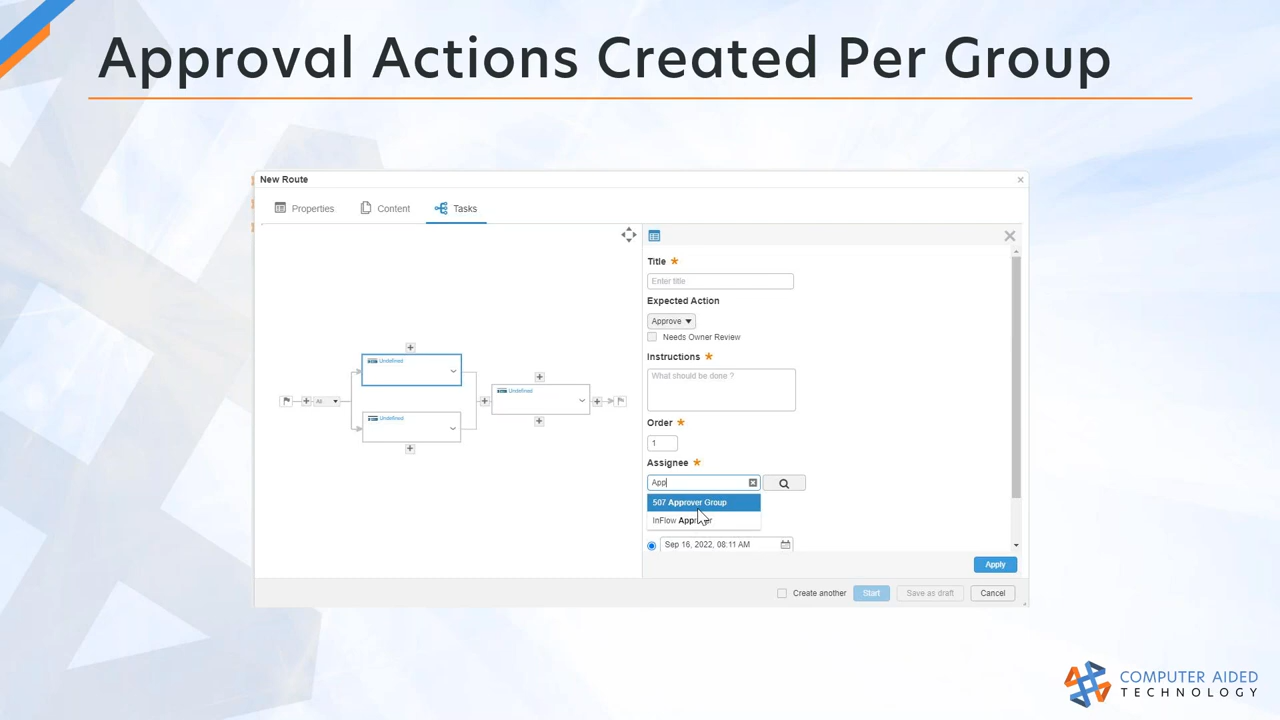 Approval Actions Created Per Group
New Route
Properties
Content
Tasks
Title *
Enter title
Expected Action
Approve
Needs Owner Review
Instructions *
What should be done ?
Order *
1
Assignee *
App
507 Approver Group
InFlow Approver
Sep 16, 2022, 08:11 AM
Apply
Undefined
All
Undefined
Undefined
Create another
Start
Save as draft
Cancel
COMPUTER AIDED
TECHNOLOGY